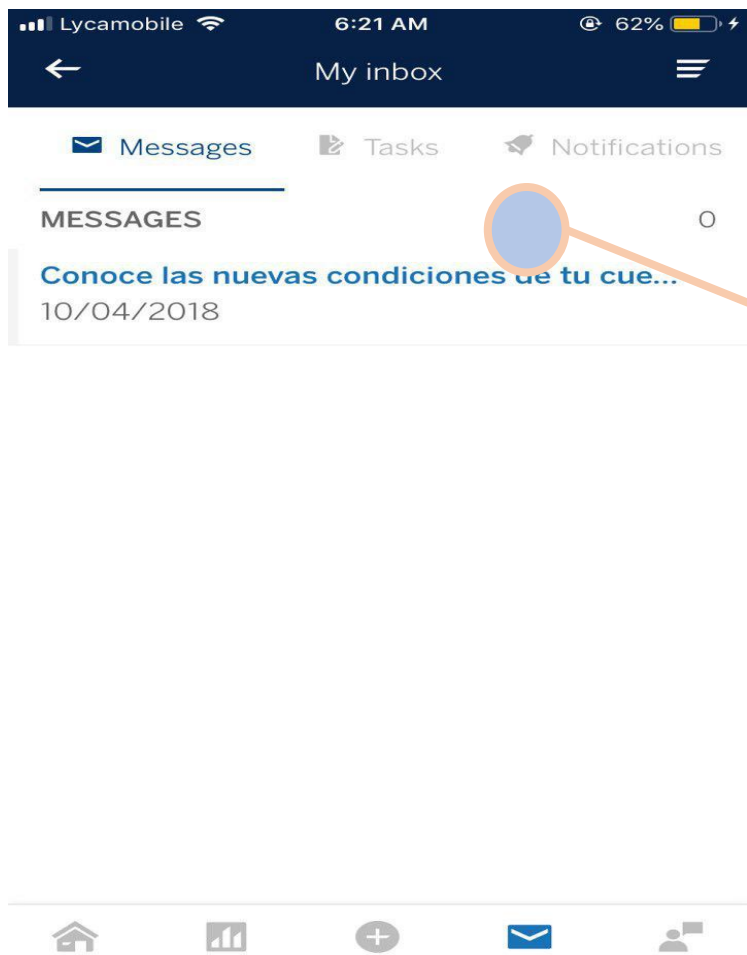 Lycamobile 6:21 AM 62%
My inbox
Messages Tasks Notifications
MESSAGES 0
Conoce las nuevas condiciones de tu cue...
10/04/2018